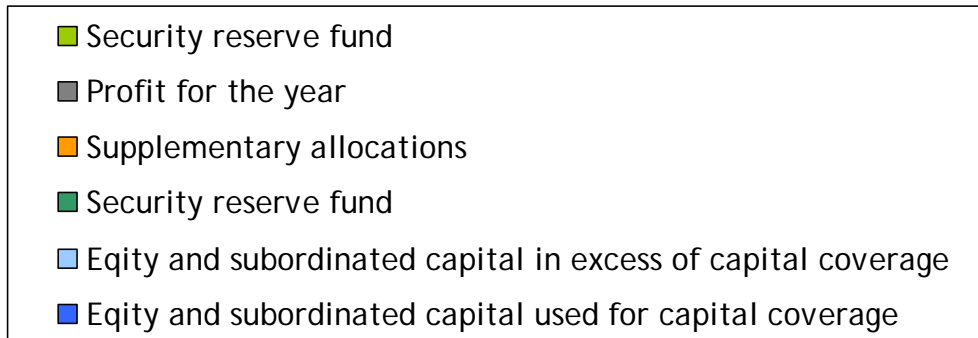 Security reserve fund
Profit for the year
Supplementary allocations
Security reserve fund
Eqity and subordinated capital in excess of capital coverage
Eqity and subordinated capital used for capital coverage